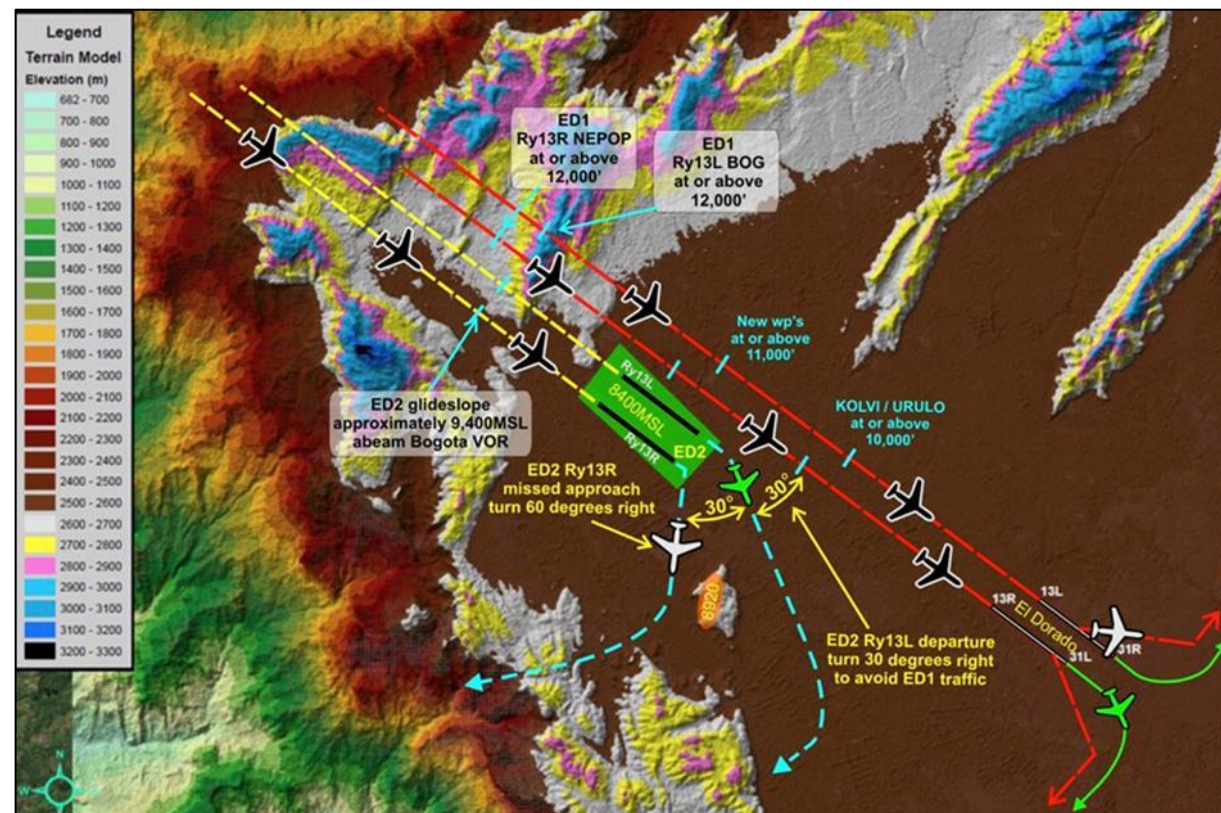 Legend
Terrain Model
Elevation (m)
682 - 700
700 - 800
800 - 900
900 - 1000
1000 - 1100
1100 - 1200
1200 - 1300
1300 - 1400
1400 - 1500
1500 - 1600
1600 - 1700
1700 - 1800
1800 - 1900
1900 - 2000
2000 - 2100
2100 - 2200
2200 - 2300
2300 - 2400
2400 - 2500
2500 - 2600
2600 - 2700
2700 - 2800
2800 - 2900
2900 - 3000
3000 - 3100
3100 - 3200
3200 - 3300
N
W
E
S
ED1
Ry13R NEPOP
at or above
12,000'
ED1
Ry13L BOG
at or above
12,000'
New wp's
at or above
11,000'
KOLVI / URULO
at or above
10,000'
ED2 glideslope
approximately 9,400MSL
abeam Bogota VOR
Ry13L
8400MSL
Ry13R
ED2
ED2 Ry13R
missed approach
turn 60 degrees right
30°
30°
8920
ED2 Ry13L departure
turn 30 degrees right
to avoid ED1 traffic
13R
13L
El Dorado
31L
31R